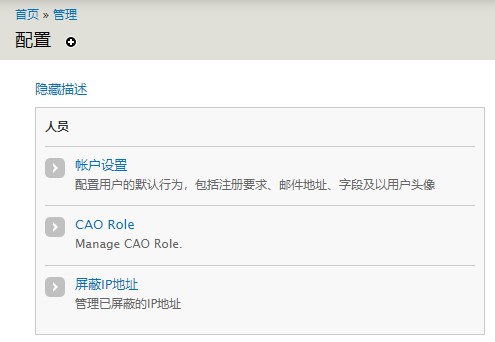 首页 » 管理
配置
隐藏描述
人员
帐户设置
配置用户的默认行为，包括注册要求、邮件地址、字段及以用户头像
CAO Role
Manage CAO Role.
屏蔽IP地址
管理已屏蔽的IP地址